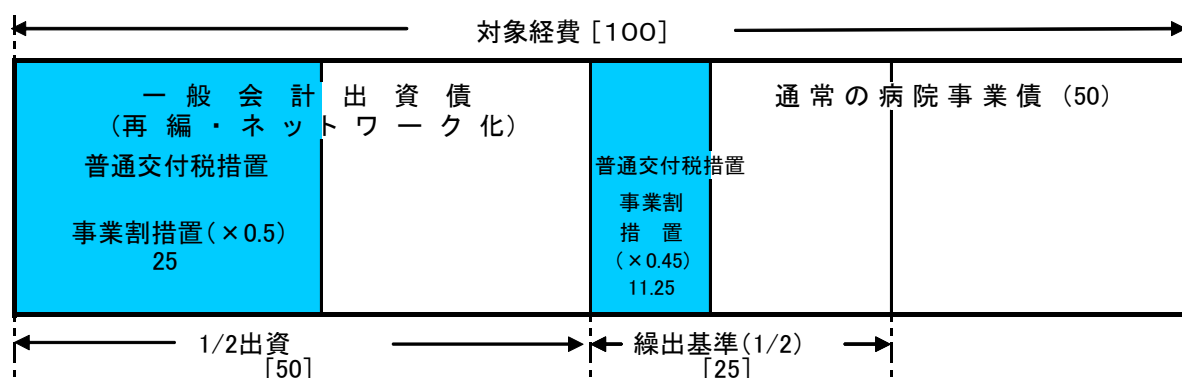 対象経費［１００］
一般会計出資債
（再編・ネットワーク化）
普通交付税措置
事業割措置（×0.5）
25
普通交付税措置
事業割
措置
（×0.45）
11.25
通常の病院事業債（50）
1/2出資
［50］
繰出基準（1/2）
［25］